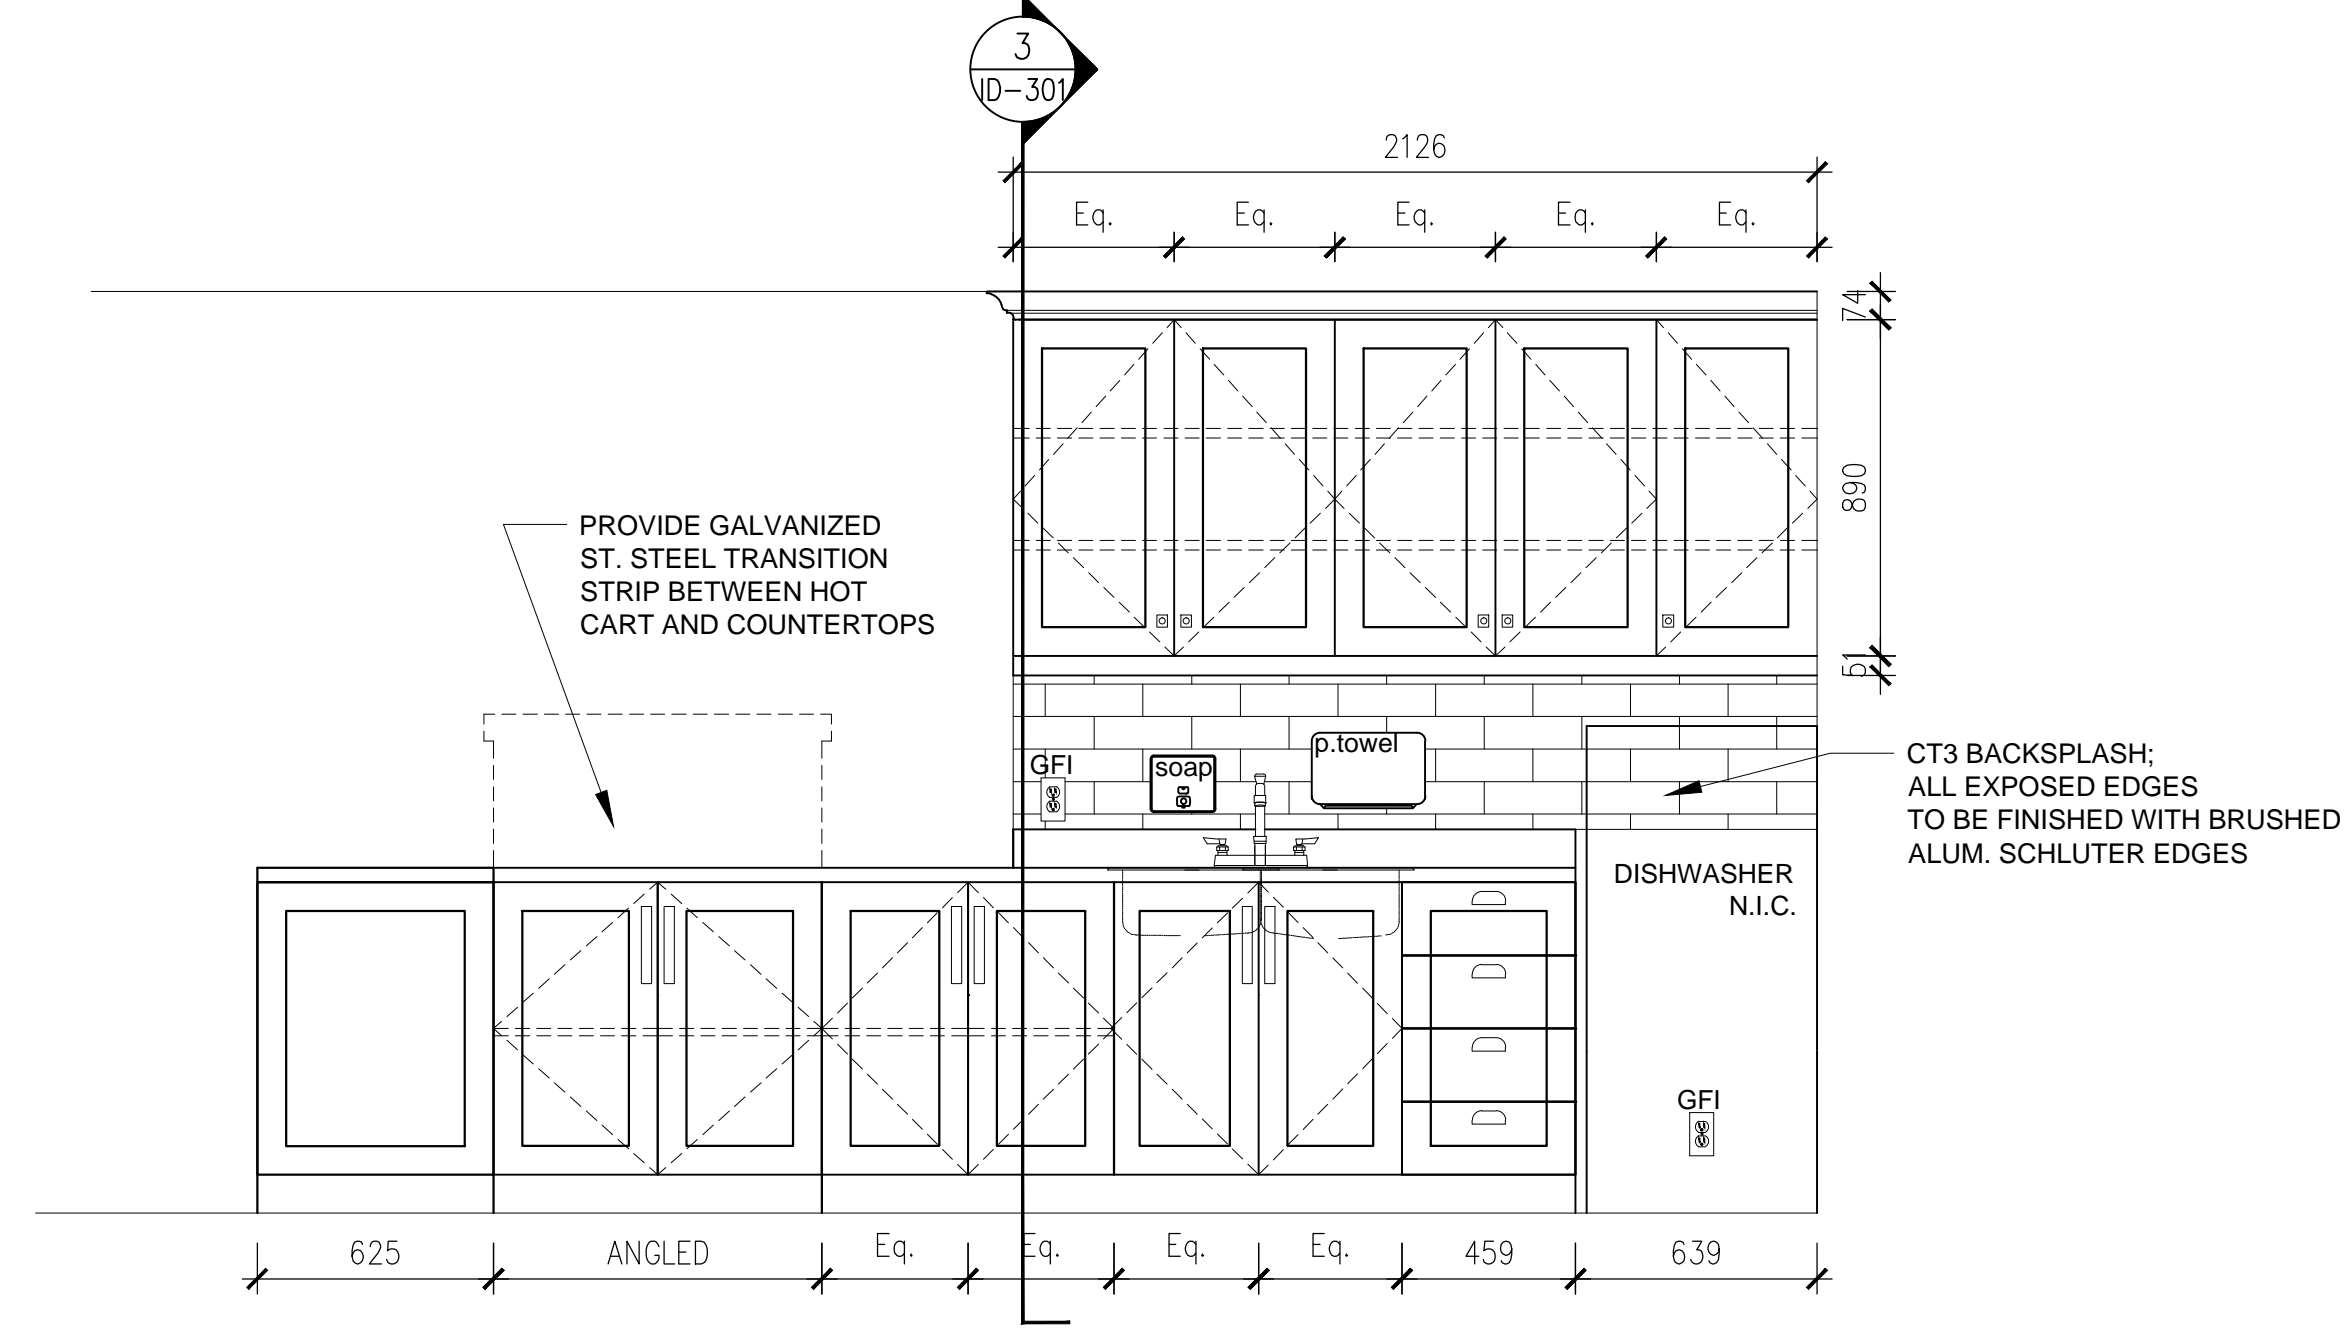 3
ID-301
2126
Eq. Eq. Eq. Eq. Eq.
74
890
51
PROVIDE GALVANIZED
ST. STEEL TRANSITION
STRIP BETWEEN HOT
CART AND COUNTERTOPS
GFI
soap
p.towel
CT3 BACKSPLASH;
ALL EXPOSED EDGES
TO BE FINISHED WITH BRUSHED
ALUM. SCHLUTER EDGES
DISHWASHER
N.I.C.
GFI
625 ANGLED Eq. Eq. Eq. Eq. 459 639